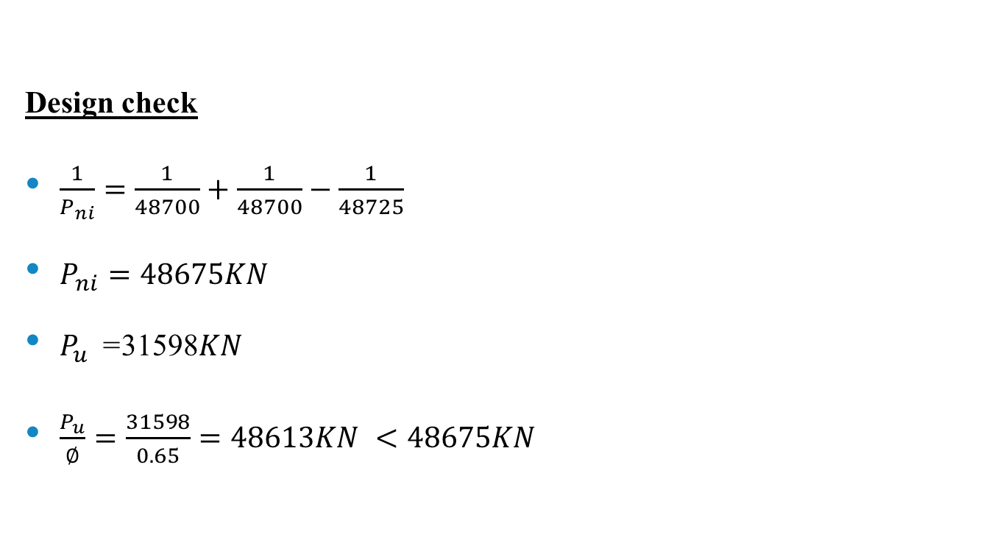 Design check
• 1/P_ni = 1/48700 + 1/48700 − 1/48725
• P_ni = 48675KN
• P_u =31598KN
• P_u/∅ = 31598/0.65 = 48613KN < 48675KN